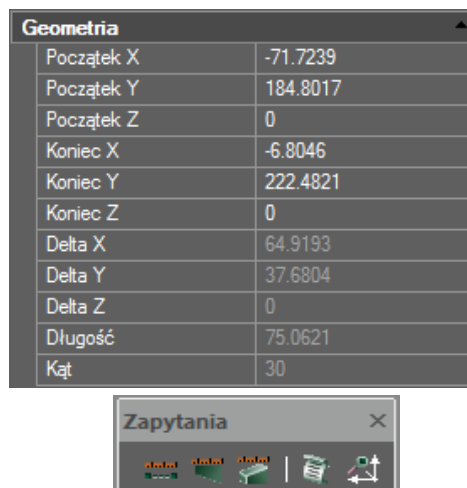 Geometria
Początek X -71.7239
Początek Y 184.8017
Początek Z 0
Koniec X -6.8046
Koniec Y 222.4821
Koniec Z 0
Delta X 64.9193
Delta Y 37.6804
Delta Z 0
Długość 75.0621
Kąt 30
Zapytania